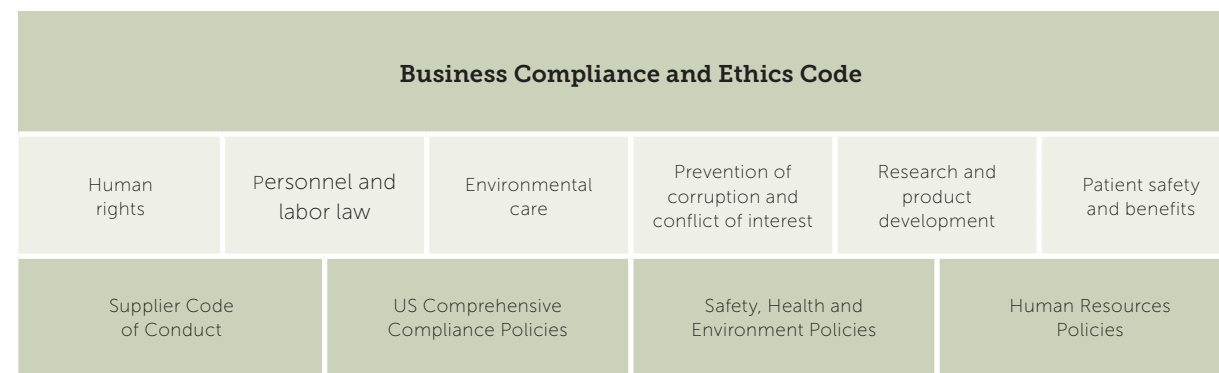 Business Compliance and Ethics Code
Human
rights
Personnel and
labor law
Environmental
care
Prevention of
corruption and
conflict of interest
Research and
product
development
Patient safety
and benefits
Supplier Code
of Conduct
US Comprehensive
Compliance Policies
Safety, Health and
Environment Policies
Human Resources
Policies